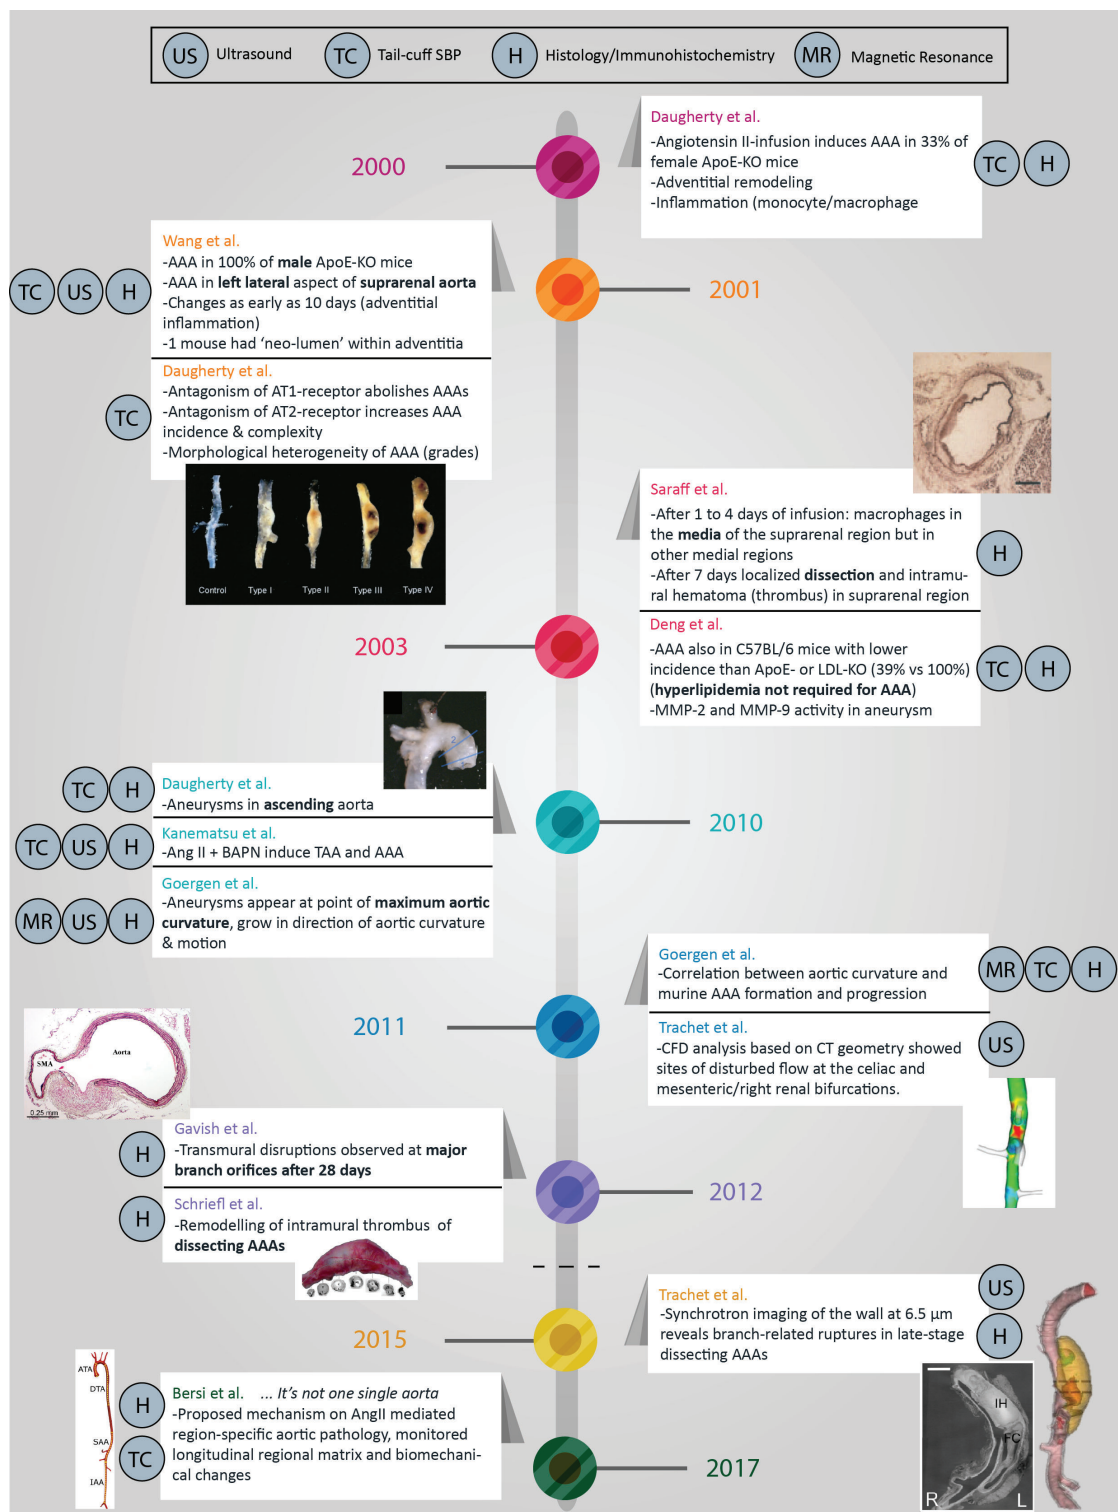 US Ultrasound TC Tail-cuff SBP H Histology/Immunohistochemistry MR Magnetic Resonance
2000
Daugherty et al.
-Angiotensin II-infusion induces AAA in 33% of
female ApoE-KO mice
-Adventitial remodeling
-Inflammation (monocyte/macrophage
TC H
2001
Wang et al.
-AAA in 100% of male ApoE-KO mice
-AAA in left lateral aspect of suprarenal aorta
-Changes as early as 10 days (adventitial
inflammation)
-1 mouse had ‘neo-lumen’ within adventitia
TC US H
Daugherty et al.
-Antagonism of AT1-receptor abolishes AAAs
-Antagonism of AT2-receptor increases AAA
incidence & complexity
-Morphological heterogeneity of AAA (grades)
TC
Control Type I Type II Type III Type IV
2003
Saraff et al.
-After 1 to 4 days of infusion: macrophages in
the media of the suprarenal region but in
other medial regions
-After 7 days localized dissection and intramu-
ral hematoma (thrombus) in suprarenal region
H
Deng et al.
-AAA also in C57BL/6 mice with lower
incidence than ApoE- or LDL-KO (39% vs 100%)
(hyperlipidemia not required for AAA)
-MMP-2 and MMP-9 activity in aneurysm
TC H
2
2010
TC H
Daugherty et al.
-Aneurysms in ascending aorta
TC US H
Kanematsu et al.
-Ang II + BAPN induce TAA and AAA
MR US H
Goergen et al.
-Aneurysms appear at point of maximum aortic
curvature, grow in direction of aortic curvature
& motion
2011
Goergen et al.
-Correlation between aortic curvature and
murine AAA formation and progression
MR TC H
Trachet et al.
-CFD analysis based on CT geometry showed
sites of disturbed flow at the celiac and
mesenteric/right renal bifurcations.
US
SMA
Aorta
0.25 mm
2012
H
Gavish et al.
-Transmural disruptions observed at major
branch orifices after 28 days
H
Schriefl et al.
-Remodelling of intramural thrombus of
dissecting AAAs
2015
Trachet et al.
-Synchrotron imaging of the wall at 6.5 µm
reveals branch-related ruptures in late-stage
dissecting AAAs
US
H
IH
FC
R L
2017
ATA
DTA
SAA
IAA
H
TC
Bersi et al. ... It’s not one single aorta
-Proposed mechanism on AngII mediated
region-specific aortic pathology, monitored
longitudinal regional matrix and biomechani-
cal changes